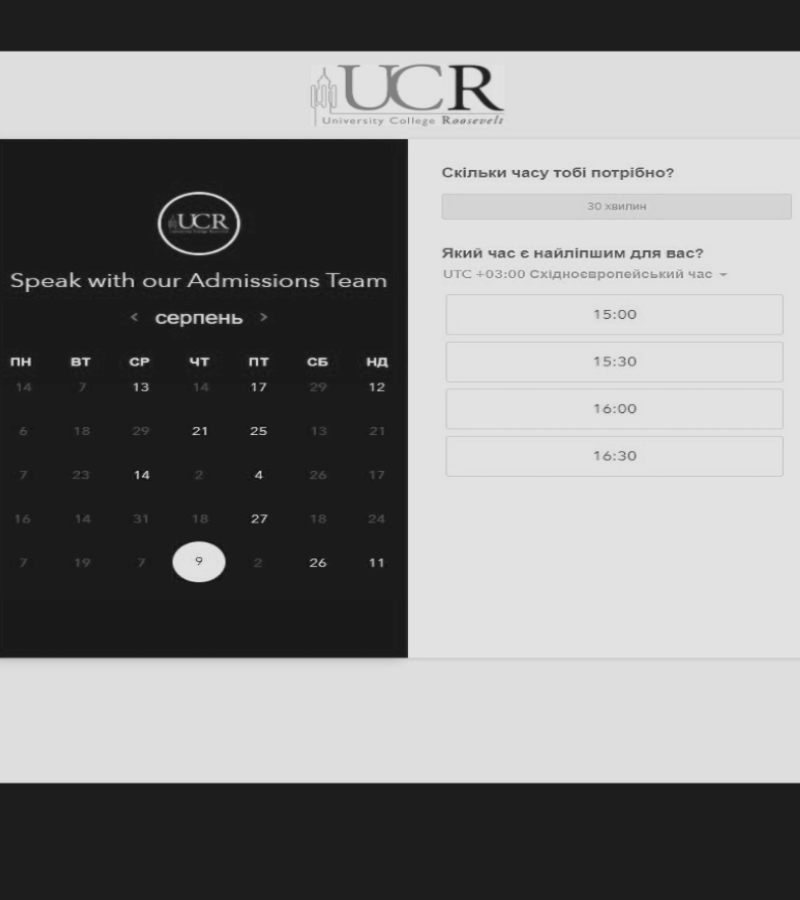 UCR
University College Roosevelt
UCR
Speak with our Admissions Team
< серпень >
ПН ВТ СР ЧТ ПТ СБ НД
14 7 13 14 17 29 12
6 18 29 21 25 13 21
7 23 14 2 4 26 17
16 14 31 18 27 18 24
7 19 7 9 2 26 11
Скільки часу тобі потрібно?
30 хвилин
Який час є найліпшим для вас?
UTC +03:00 Східноєвропейський час
15:00
15:30
16:00
16:30